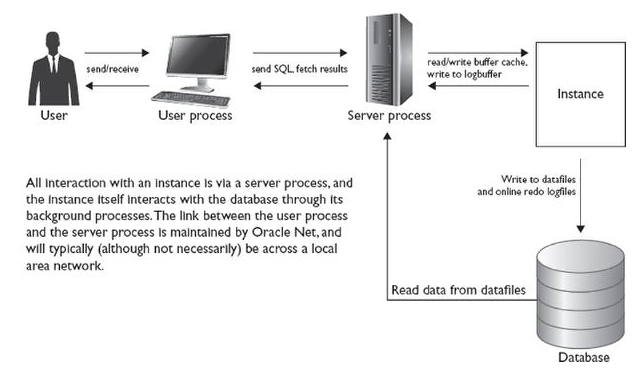 send/receive
send SQL, fetch results
read/write buffer cache,
write to logbuffer
Instance
User
User process
Server process
Write to datafiles
and online redo logfiles
All interaction with an instance is via a server process, and
the instance itself interacts with the database through its
background processes. The link between the user process
and the server process is maintained by Oracle Net, and
will typically (although not necessarily) be across a local
area network.
Read data from datafiles
Database